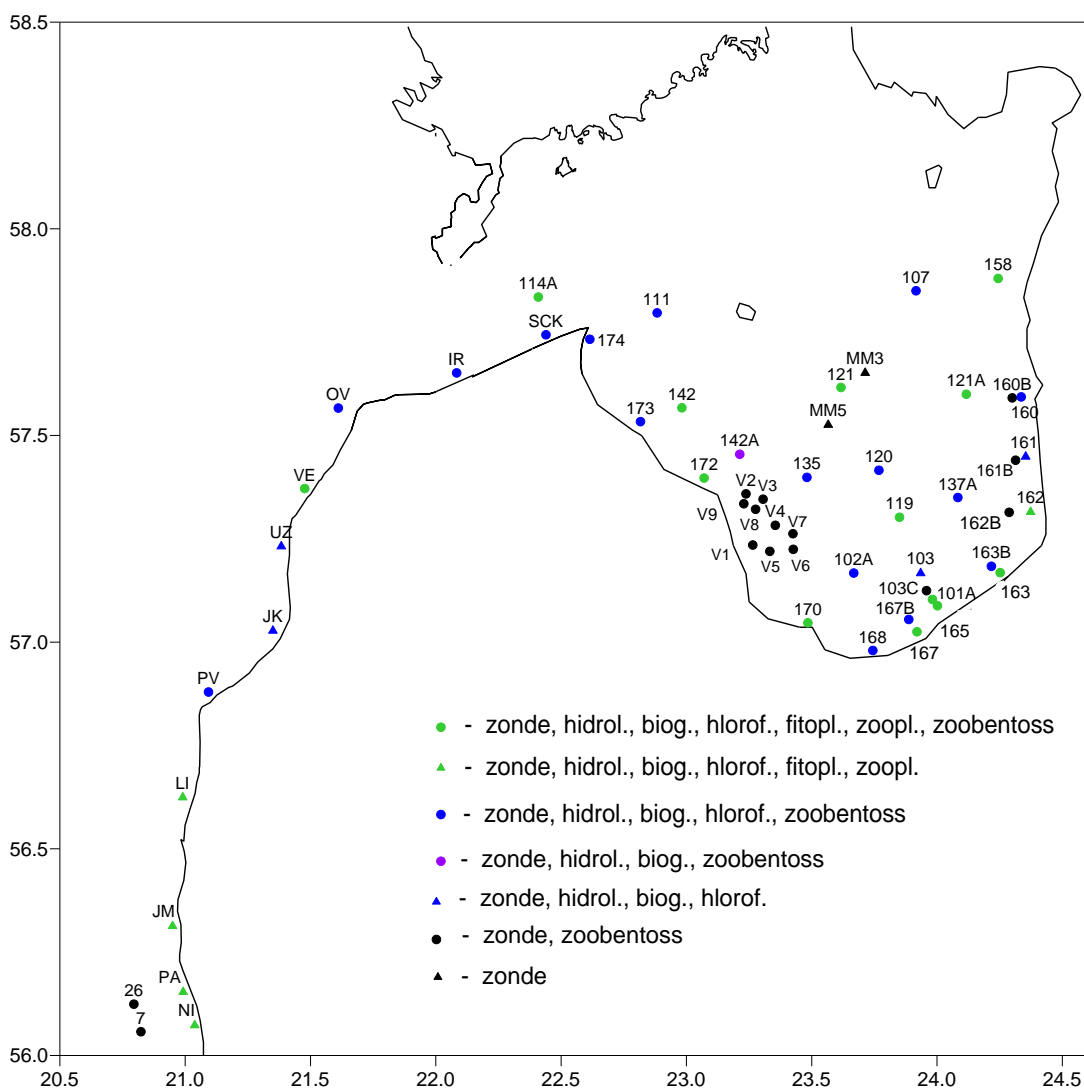 58.5
58.0
114A
107
158
SCK
111
174
IR
MM3
121
121A
160B
OV
142
160
173
MM5
142A
161
172
135
120
161B
VE
V2
V3
137A
162
V9
V8
V4
V7
119
162B
UZ
V1
V5
V6
102A
103
163B
103C
101A
163
57.5
57.0
JK
170
167B
165
168
167
PV
- zonde, hidrol., biog., hlorof., fitopl., zoopl., zoobentoss
- zonde, hidrol., biog., hlorof., fitopl., zoopl.
LI
- zonde, hidrol., biog., hlorof., zoobentoss
56.5
- zonde, hidrol., biog., zoobentoss
- zonde, hidrol., biog., hlorof.
JM
- zonde, zoobentoss
PA
- zonde
26
7
NI
56.0
20.5 21.0 21.5 22.0 22.5 23.0 23.5 24.0 24.5